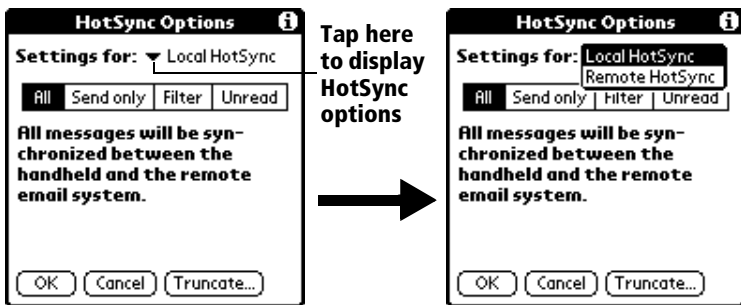 HotSync Options i
Settings for: Local HotSync
All Send only Filter Unread
All messages will be syn-
chronized between the
handheld and the remote
email system.
OK Cancel Truncate...
Tap here
to display
HotSync
options
HotSync Options i
Settings for: Local HotSync
Remote HotSync
All Send only Filter Unread
All messages will be syn-
chronized between the
handheld and the remote
email system.
OK Cancel Truncate...